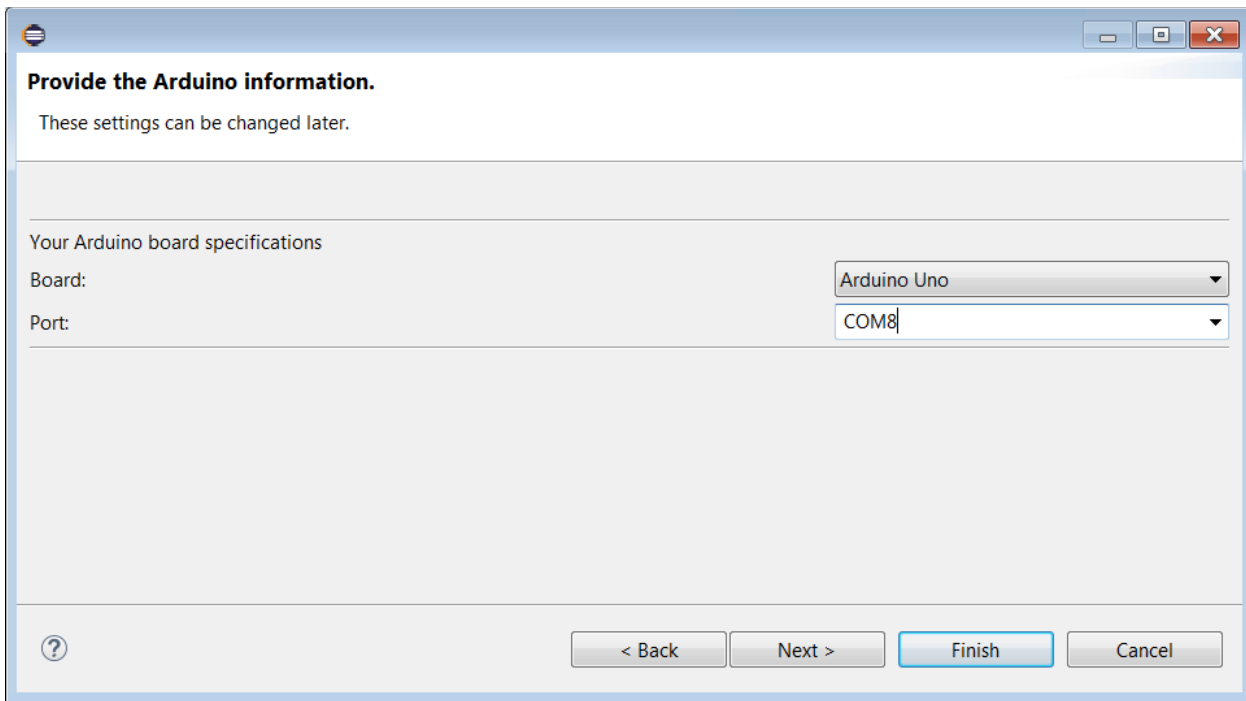 Provide the Arduino information.
These settings can be changed later.
Your Arduino board specifications
Board: Arduino Uno
Port: COM8
? < Back Next > Finish Cancel